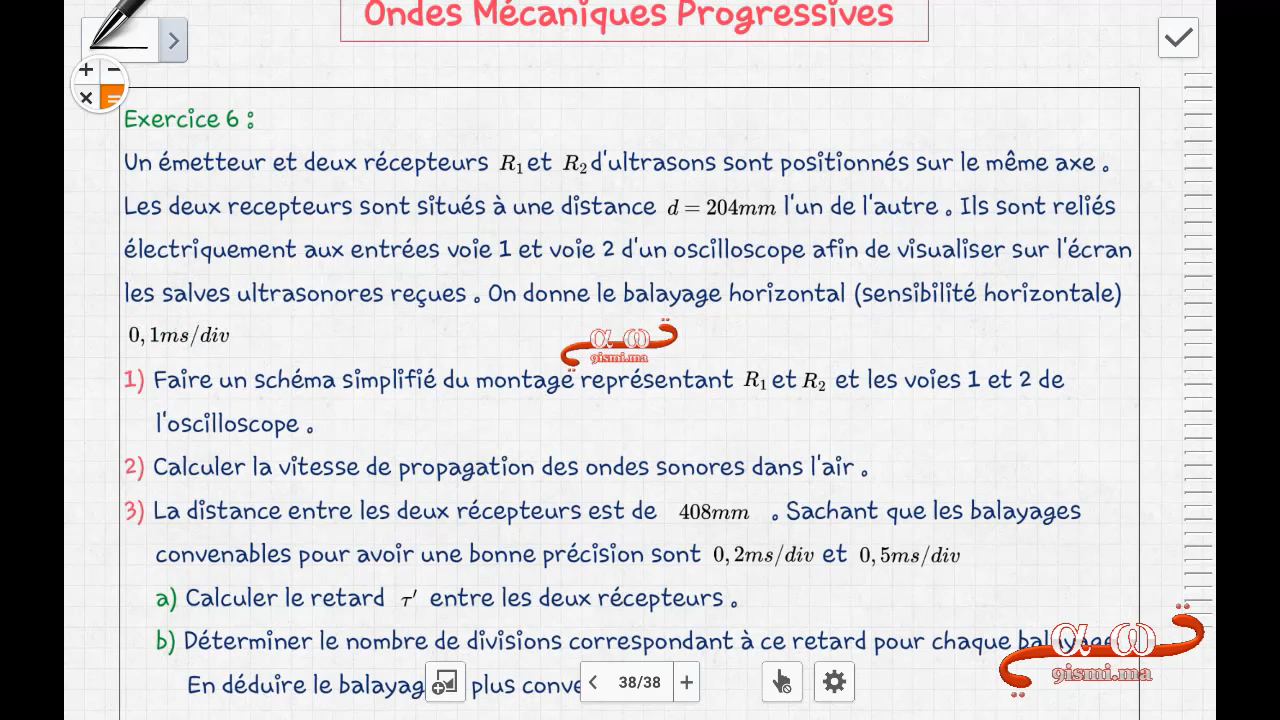 Ondes Mécaniques Progressives
Exercice 6 :
Un émetteur et deux récepteurs R₁ et R₂ d'ultrasons sont positionnés sur le même axe .
Les deux recepteurs sont situés à une distance d = 204mm l'un de l'autre . Ils sont reliés
électriquement aux entrées voie 1 et voie 2 d'un oscilloscope afin de visualiser sur l'écran
les salves ultrasonores reçues . On donne le balayage horizontal (sensibilité horizontale)
0,1ms/div
α ω
gismi.ma
1) Faire un schéma simplifié du montage représentant R₁ et R₂ et les voies 1 et 2 de
l'oscilloscope .
2) Calculer la vitesse de propagation des ondes sonores dans l'air .
3) La distance entre les deux récepteurs est de 408mm . Sachant que les balayages
convenables pour avoir une bonne précision sont 0,2ms/div et 0,5ms/div
a) Calculer le retard τ' entre les deux récepteurs .
b) Déterminer le nombre de divisions correspondant à ce retard pour chaque balayage
α ω
gismi.ma
En déduire le plus
38/38